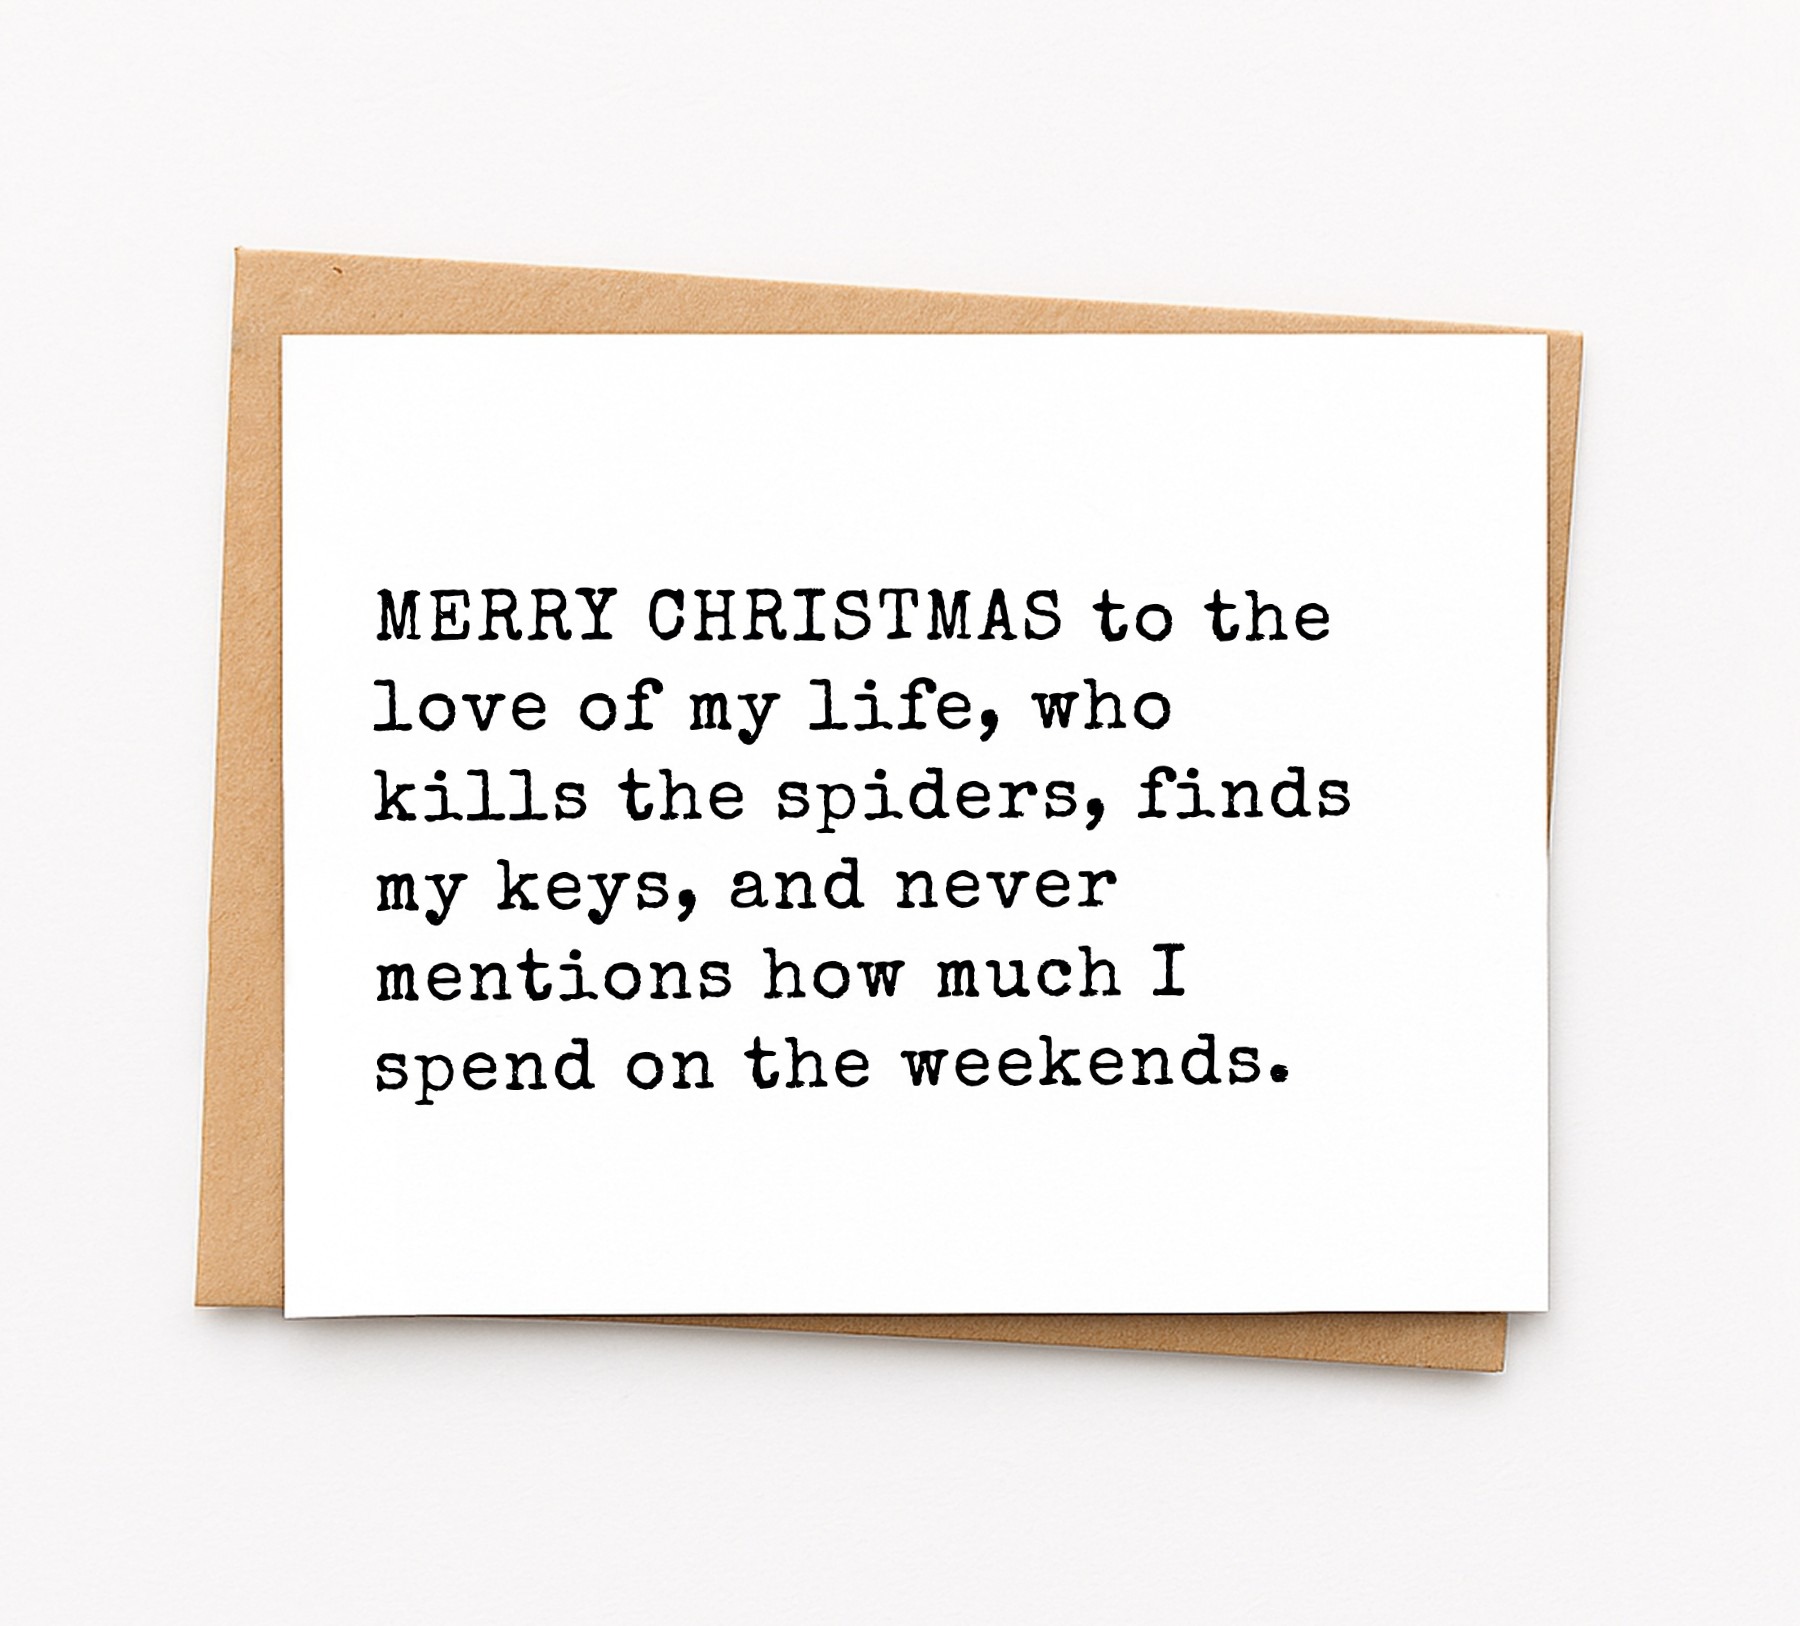 MERRY CHRISTMAS to the
love of my life, who
kills the spiders, finds
my keys, and never
mentions how much I
spend on the weekends.